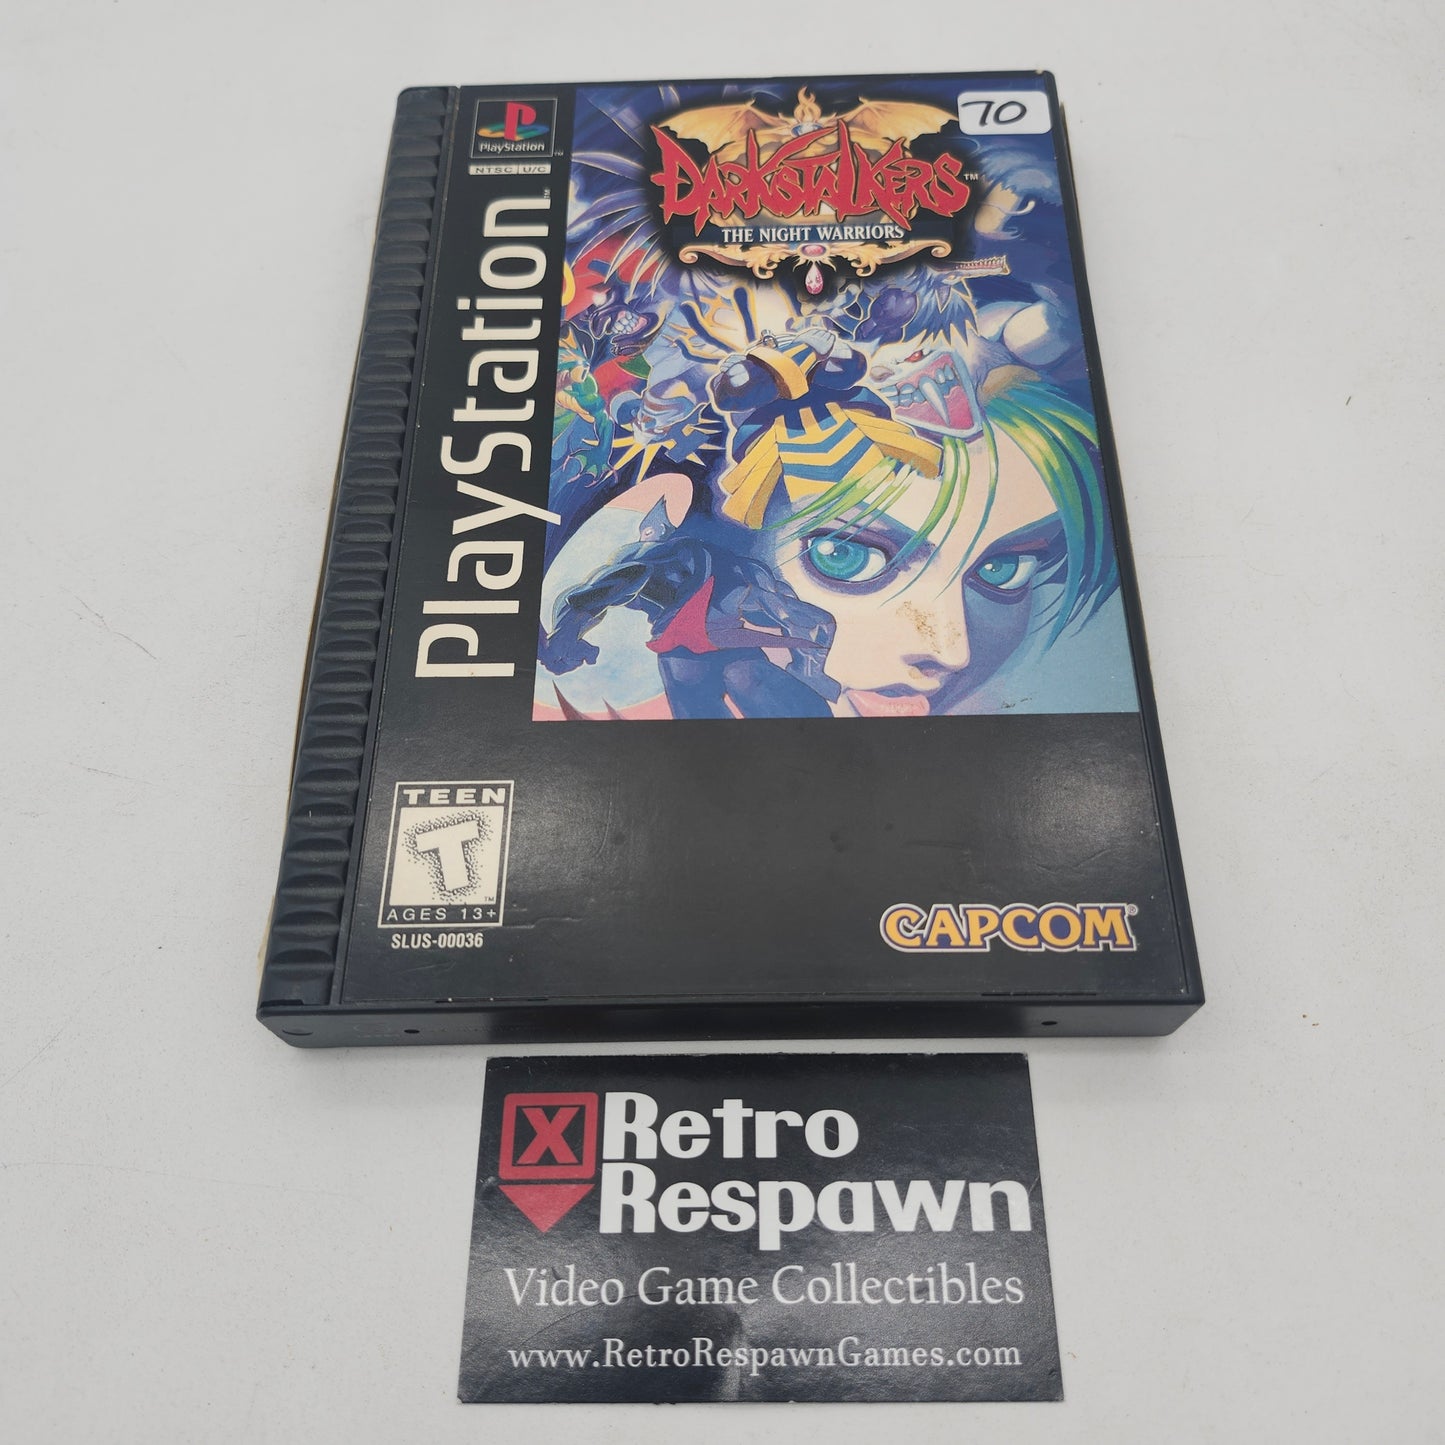 PlayStation
NTSC U/C
PlayStation
70
DARKSTALKERS™
THE NIGHT WARRIORS
TEEN
T
AGES 13+
SLUS-00036
CAPCOM®
X Retro
Respawn
Video Game Collectibles
www.RetroRespawnGames.com